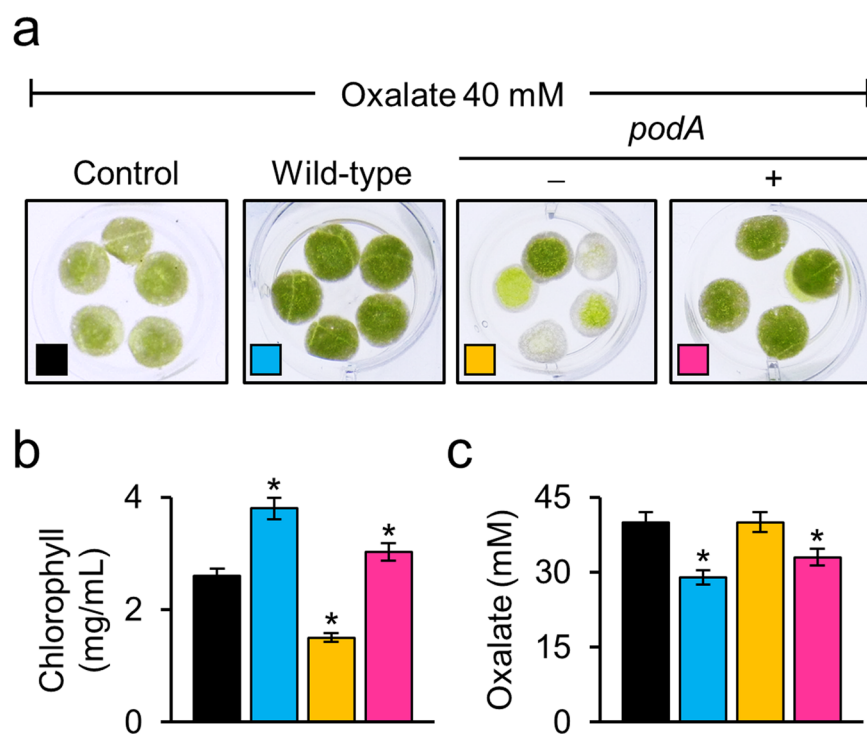 a
Oxalate 40 mM
podA
Control Wild-type – +
b c
4
2
0
Chlorophyll
(mg/mL)
* * *
45
30
15
0
Oxalate (mM)
* *